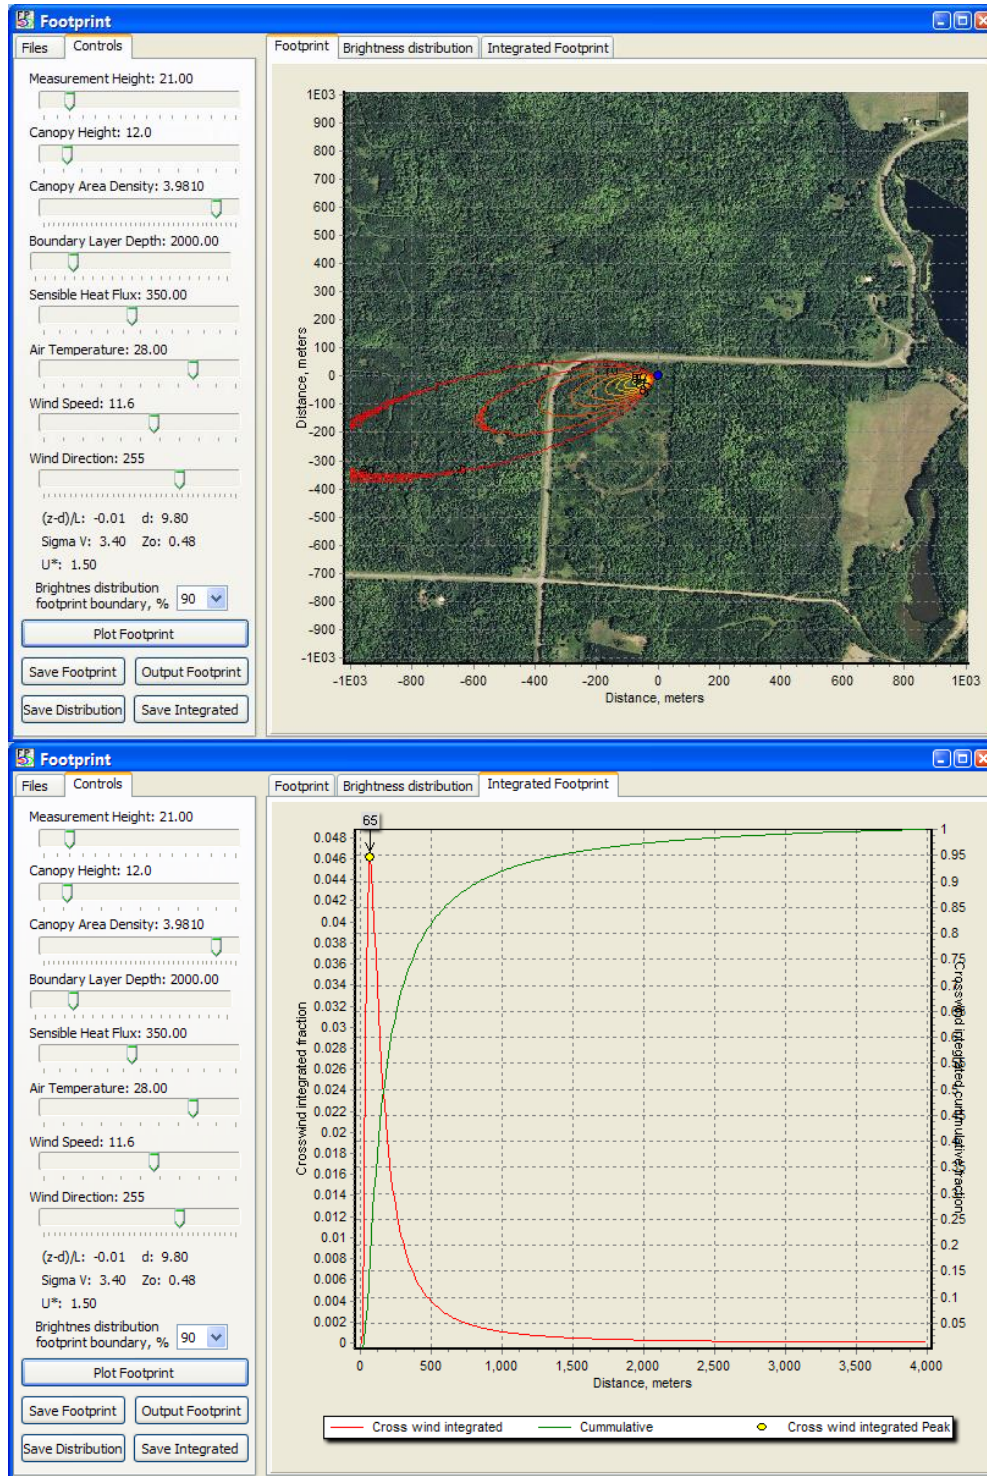 Footprint
Files Controls
Footprint Brightness distribution Integrated Footprint
Measurement Height: 21.00
Canopy Height: 12.0
Canopy Area Density: 3.9810
Boundary Layer Depth: 2000.00
Sensible Heat Flux: 350.00
Air Temperature: 28.00
Wind Speed: 11.6
Wind Direction: 255
(z-d)/L: -0.01 d: 9.80
Sigma V: 3.40 Zo: 0.48
U*: 1.50
Brightnes distribution
footprint boundary, % 90
Plot Footprint
Save Footprint Output Footprint
Save Distribution Save Integrated
1E03
900
800
700
600
500
400
300
200
100
0
-100
-200
-300
-400
-500
-600
-700
-800
-900
-1E03
Distance, meters
-1E03 -800 -600 -400 -200 0 200 400 600 800 1E03
Distance, meters
Footprint
Files Controls
Footprint Brightness distribution Integrated Footprint
Measurement Height: 21.00
Canopy Height: 12.0
Canopy Area Density: 3.9810
Boundary Layer Depth: 2000.00
Sensible Heat Flux: 350.00
Air Temperature: 28.00
Wind Speed: 11.6
Wind Direction: 255
(z-d)/L: -0.01 d: 9.80
Sigma V: 3.40 Zo: 0.48
U*: 1.50
Brightnes distribution
footprint boundary, % 90
Plot Footprint
Save Footprint Output Footprint
Save Distribution Save Integrated
65
0.048
0.046
0.044
0.042
0.04
0.038
0.036
0.034
0.032
0.03
0.028
0.026
0.024
0.022
0.02
0.018
0.016
0.014
0.012
0.01
0.008
0.006
0.004
0.002
0
Crosswind integrated fraction
1
0.95
0.9
0.85
0.8
0.75
0.7
0.5
0.4
0.35
0.3
0.25
0.2
0.15
0.1
0.05
Crosswind integrated cummulative fraction,
0 500 1,000 1,500 2,000 2,500 3,000 3,500 4,000
Distance, meters
Cross wind integrated Cummulative Cross wind integrated Peak